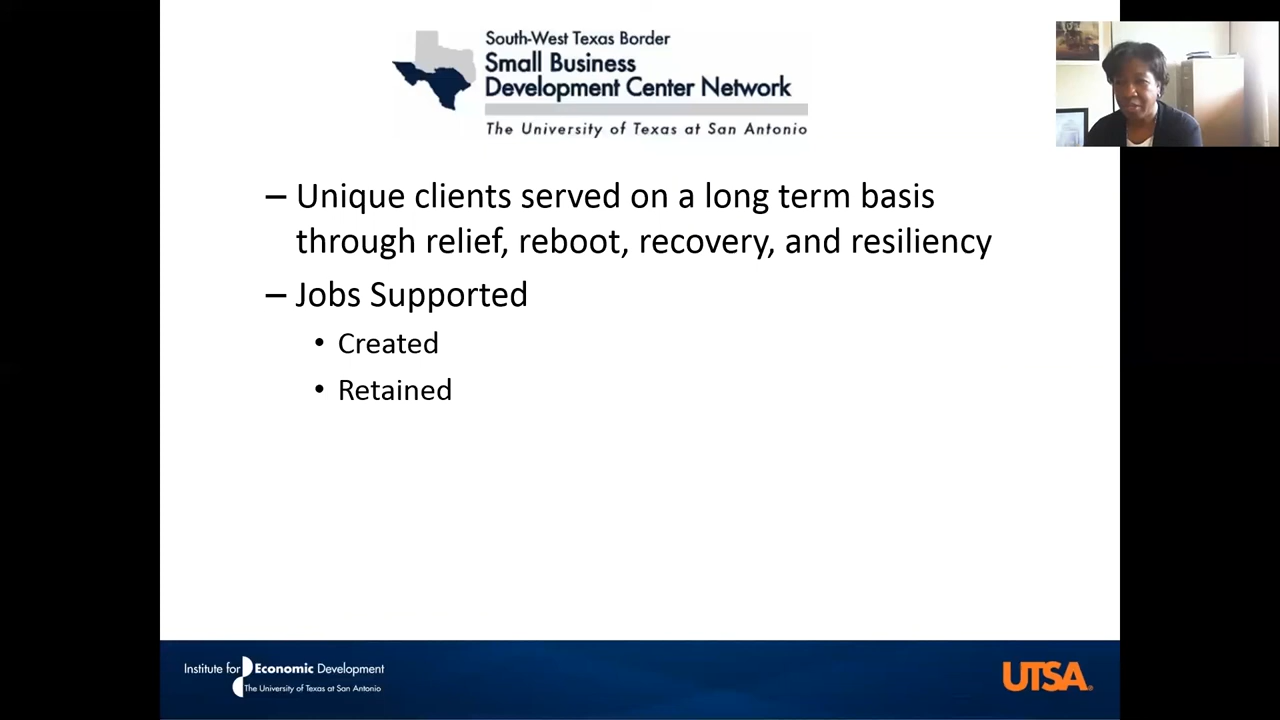 South-West Texas Border
Small Business
Development Center Network
The University of Texas at San Antonio
– Unique clients served on a long term basis
through relief, reboot, recovery, and resiliency
– Jobs Supported
• Created
• Retained
Institute for Economic Development
The University of Texas at San Antonio
UTSA